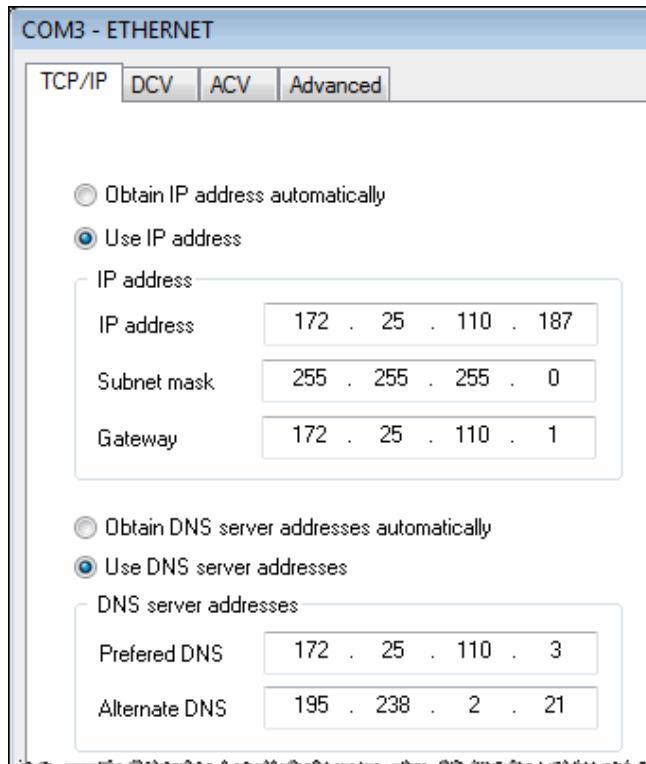 COM3 - ETHERNET
TCP/IP DCV ACV Advanced
Obtain IP address automatically
Use IP address
IP address
IP address 172 . 25 . 110 . 187
Subnet mask 255 . 255 . 255 . 0
Gateway 172 . 25 . 110 . 1
Obtain DNS server addresses automatically
Use DNS server addresses
DNS server addresses
Prefered DNS 172 . 25 . 110 . 3
Alternate DNS 195 . 238 . 2 . 21